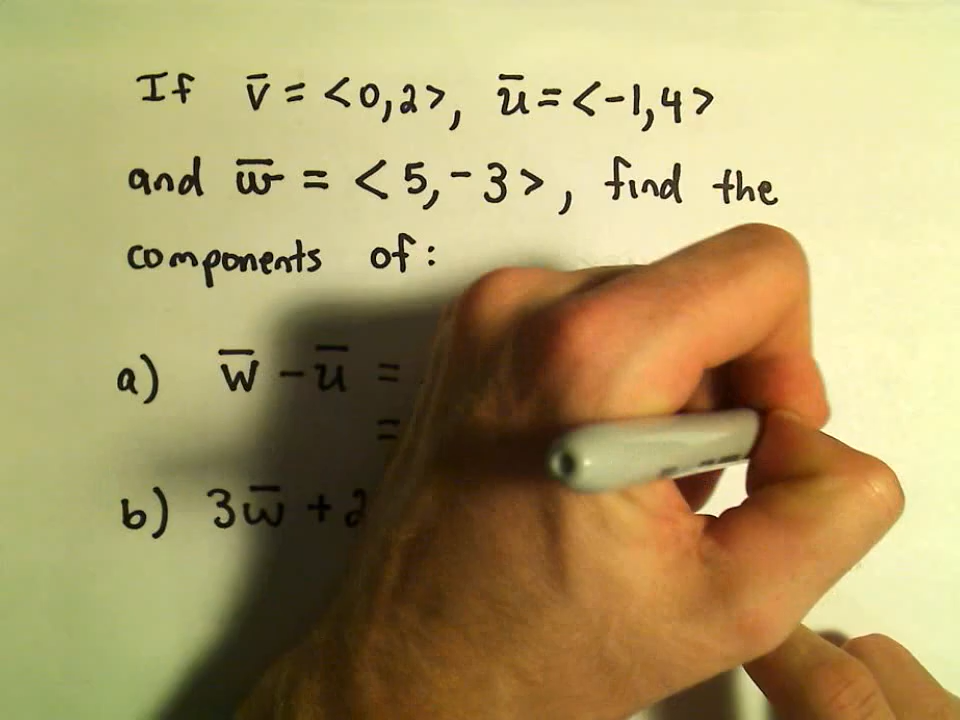 If v̄ = <0,2>, ū = <-1,4>
and w̄ = <5,-3>, find the
components of:
a) w̄ - ū =
=
b) 3w̄ + 2